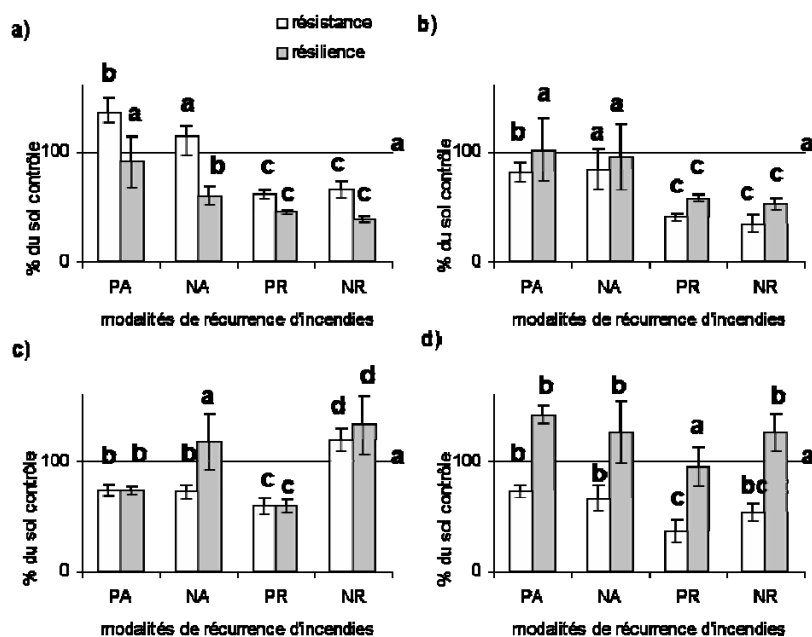 a)
résistance
résilience
b a a b c c c c a
% du sol contrôle
100
0
PA NA PR NR
modalités de récurrence d'incendies
b)
b a a a c c c c a
% du sol contrôle
100
0
PA NA PR NR
modalités de récurrence d'incendies
c)
b b b a c c d d a
% du sol contrôle
100
0
PA NA PR NR
modalités de récurrence d'incendies
d)
b b b b c a bc b a
% du sol contrôle
100
0
PA NA PR NR
modalités de récurrence d'incendies